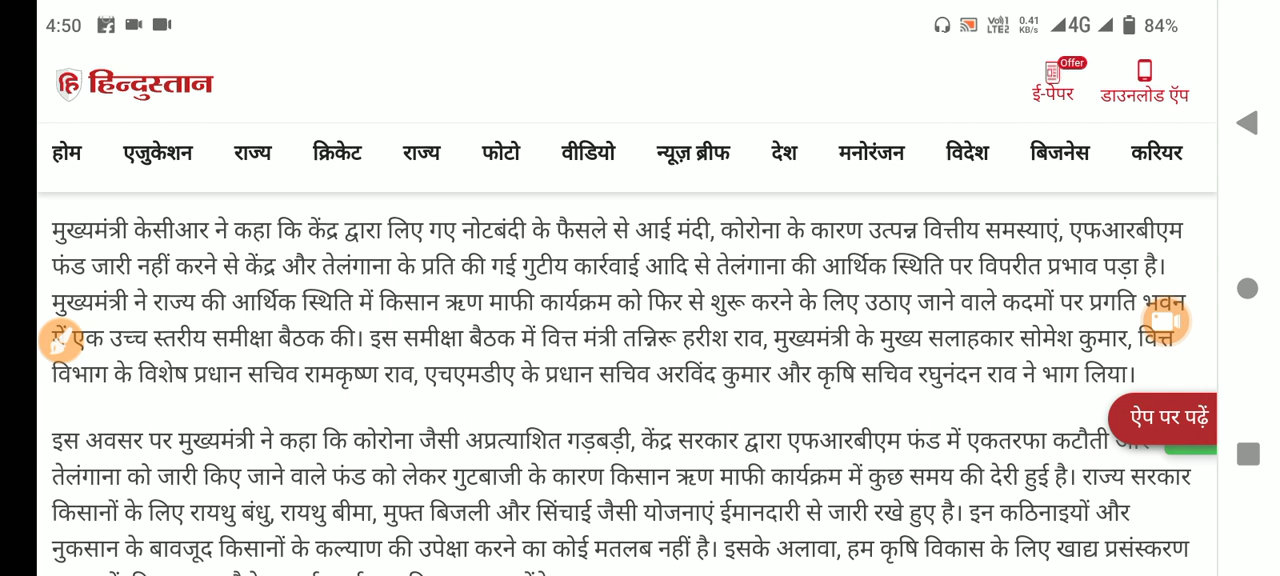 4:50 Vo)) LTE2 0.41 KB/s 4G 84%
हि हिन्दुस्तान Offer
ई-पेपर डाउनलोड ऍप
होम एजुकेशन राज्य क्रिकेट राज्य फोटो वीडियो न्यूज़ ब्रीफ देश मनोरंजन विदेश बिजनेस करियर
मुख्यमंत्री केसीआर ने कहा कि केंद्र द्वारा लिए गए नोटबंदी के फैसले से आई मंदी, कोरोना के कारण उत्पन्न वित्तीय समस्याएं, एफआरबीएम
फंड जारी नहीं करने से केंद्र और तेलंगाना के प्रति की गई गुटीय कार्रवाई आदि से तेलंगाना की आर्थिक स्थिति पर विपरीत प्रभाव पड़ा है।
मुख्यमंत्री ने राज्य की आर्थिक स्थिति में किसान ऋण माफी कार्यक्रम को फिर से शुरू करने के लिए उठाए जाने वाले कदमों पर प्रगति भवन
में एक उच्च स्तरीय समीक्षा बैठक की। इस समीक्षा बैठक में वित्त मंत्री तन्निरू हरीश राव, मुख्यमंत्री के मुख्य सलाहकार सोमेश कुमार, वित्त
विभाग के विशेष प्रधान सचिव रामकृष्ण राव, एचएमडीए के प्रधान सचिव अरविंद कुमार और कृषि सचिव रघुनंदन राव ने भाग लिया।
ऐप पर पढ़ें
इस अवसर पर मुख्यमंत्री ने कहा कि कोरोना जैसी अप्रत्याशित गड़बड़ी, केंद्र सरकार द्वारा एफआरबीएम फंड में एकतरफा कटौती और
तेलंगाना को जारी किए जाने वाले फंड को लेकर गुटबाजी के कारण किसान ऋण माफी कार्यक्रम में कुछ समय की देरी हुई है। राज्य सरकार
किसानों के लिए रायथु बंधु, रायथु बीमा, मुफ्त बिजली और सिंचाई जैसी योजनाएं ईमानदारी से जारी रखे हुए है। इन कठिनाइयों और
नुकसान के बावजूद किसानों के कल्याण की उपेक्षा करने का कोई मतलब नहीं है। इसके अलावा, हम कृषि विकास के लिए खाद्य प्रसंस्करण